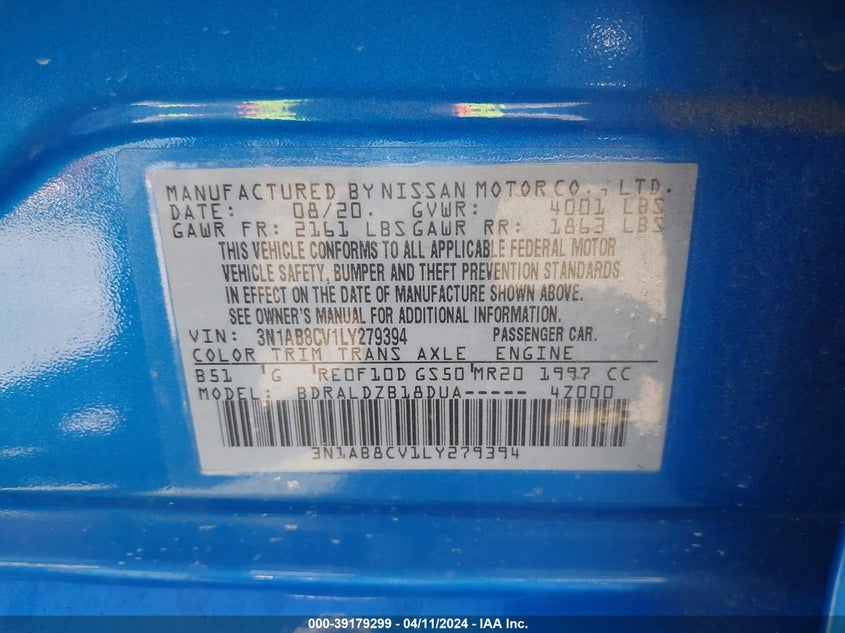 MANUFACTURED BY NISSAN MOTOR CO., LTD.
DATE: 08/20. GVWR: 4001 LBS
GAWR FR: 2161 LBS GAWR RR: 1863 LBS
THIS VEHICLE CONFORMS TO ALL APPLICABLE FEDERAL MOTOR
VEHICLE SAFETY, BUMPER AND THEFT PREVENTION STANDARDS
IN EFFECT ON THE DATE OF MANUFACTURE SHOWN ABOVE.
SEE OWNER'S MANUAL FOR ADDITIONAL INFORMATION.
VIN: 3N1AB8CV1LY279394 PASSENGER CAR.
COLOR TRIM TRANS AXLE ENGINE
B51 G RE0F10D GS50 MR20 1997 CC
MODEL: BDRALDZB18DUA----- 4Z000
3N1AB8CV1LY279394
000-39179299 - 04/11/2024 - IAA Inc.